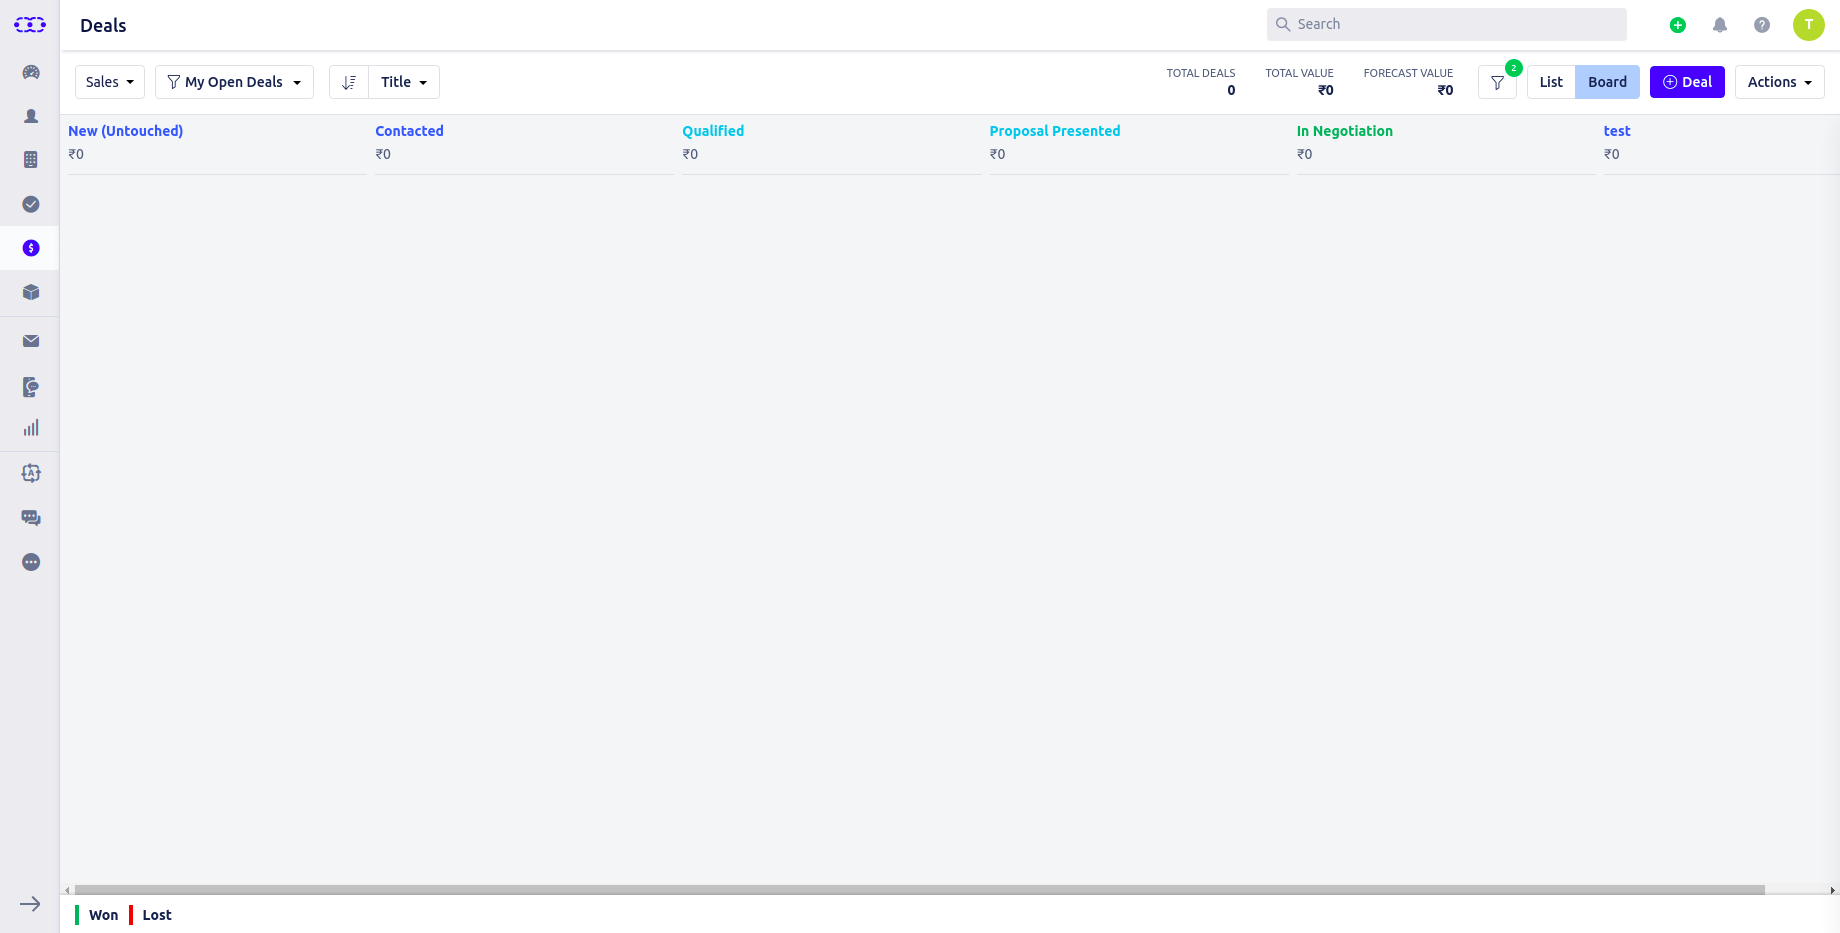 Deals
Search
T
Sales
My Open Deals
Title
TOTAL DEALS
0
TOTAL VALUE
₹0
FORECAST VALUE
₹0
2
List
Board
Deal
Actions
New (Untouched)
₹0
Contacted
₹0
Qualified
₹0
Proposal Presented
₹0
In Negotiation
₹0
test
₹0
Won
Lost